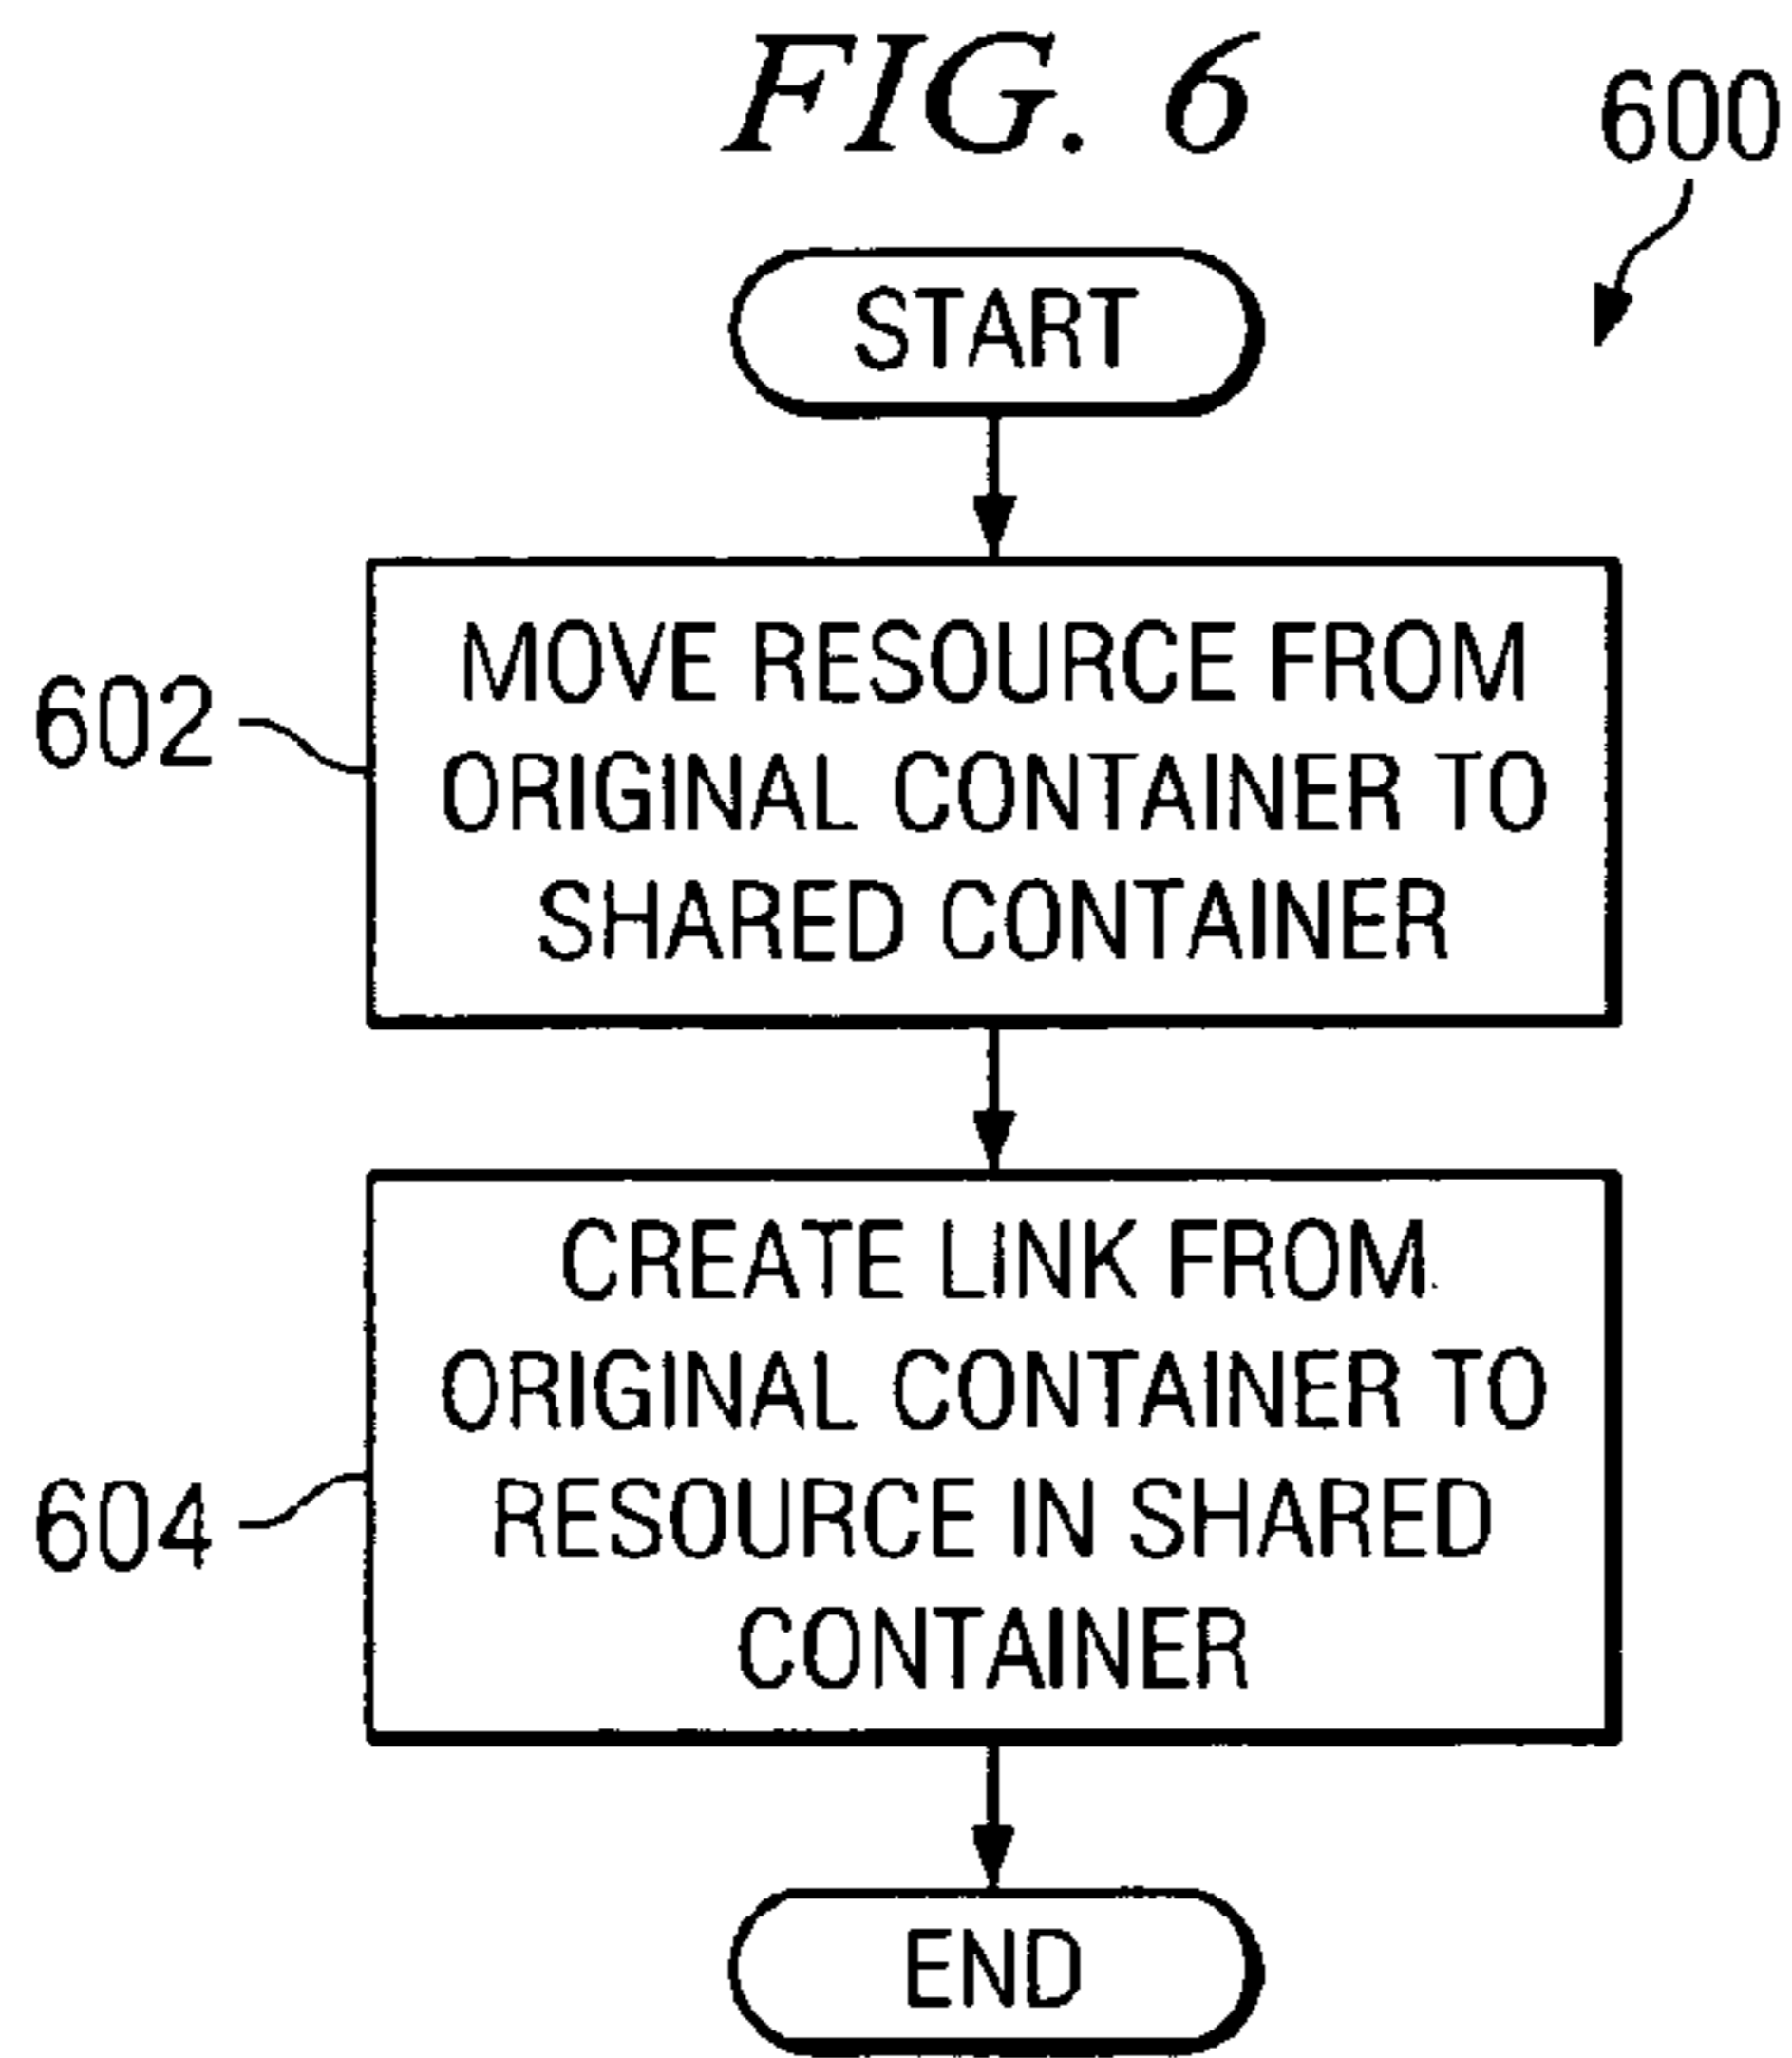 FIG. 6
600
START
602
MOVE RESOURCE FROM
ORIGINAL CONTAINER TO
SHARED CONTAINER
604
CREATE LINK FROM
ORIGINAL CONTAINER TO
RESOURCE IN SHARED
CONTAINER
END